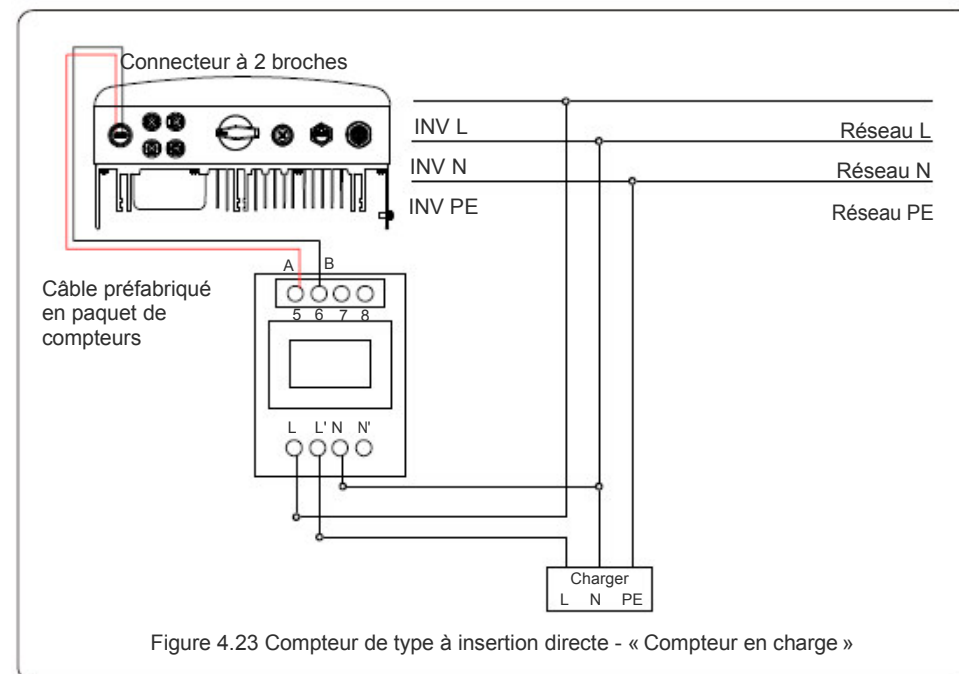 Connecteur à 2 broches
INV L
Réseau L
INV N
Réseau N
INV PE
Réseau PE
A
B
Câble préfabriqué
en paquet de
compteurs
5 6 7 8
L L' N N'
Charger
L N PE
Figure 4.23 Compteur de type à insertion directe - « Compteur en charge »